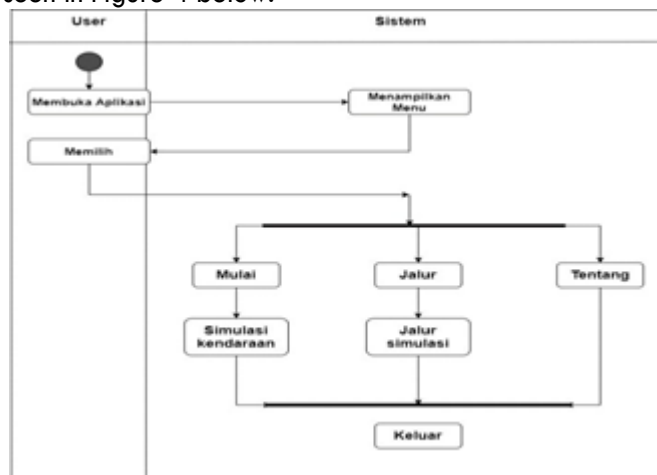 User Sistem
Membuka Aplikasi
Menampilkan
Menu
Memilih
Mulai Jalur Tentang
Simulasi
kendaraan
Jalur
simulasi
Keluar